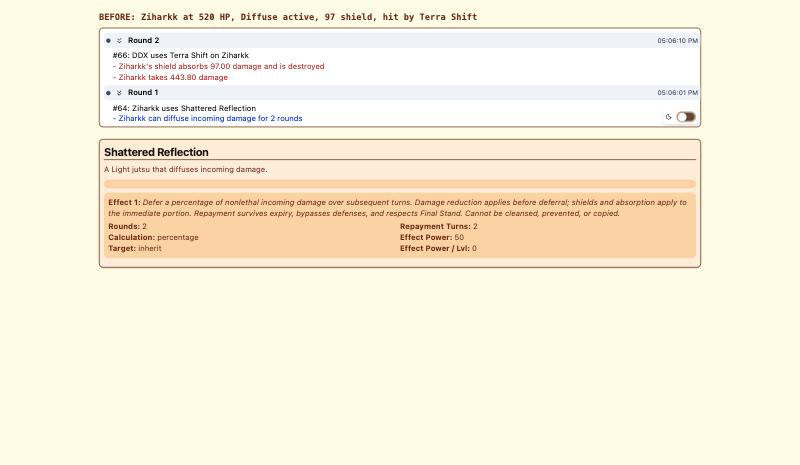 BEFORE: Ziharkk at 520 HP, Diffuse active, 97 shield, hit by Terra Shift
Round 2 05:06:10 PM
#66: DDX uses Terra Shift on Ziharkk
- Ziharkk's shield absorbs 97.00 damage and is destroyed
- Ziharkk takes 443.80 damage
Round 1 05:06:01 PM
#64: Ziharkk uses Shattered Reflection
- Ziharkk can diffuse incoming damage for 2 rounds
Shattered Reflection
A Light jutsu that diffuses incoming damage.
Effect 1: Defer a percentage of nonlethal incoming damage over subsequent turns. Damage reduction applies before deferral; shields and absorption apply to
the immediate portion. Repayment survives expiry, bypasses defenses, and respects Final Stand. Cannot be cleansed, prevented, or copied.
Rounds: 2 Repayment Turns: 2
Calculation: percentage Effect Power: 50
Target: inherit Effect Power / Lvl: 0